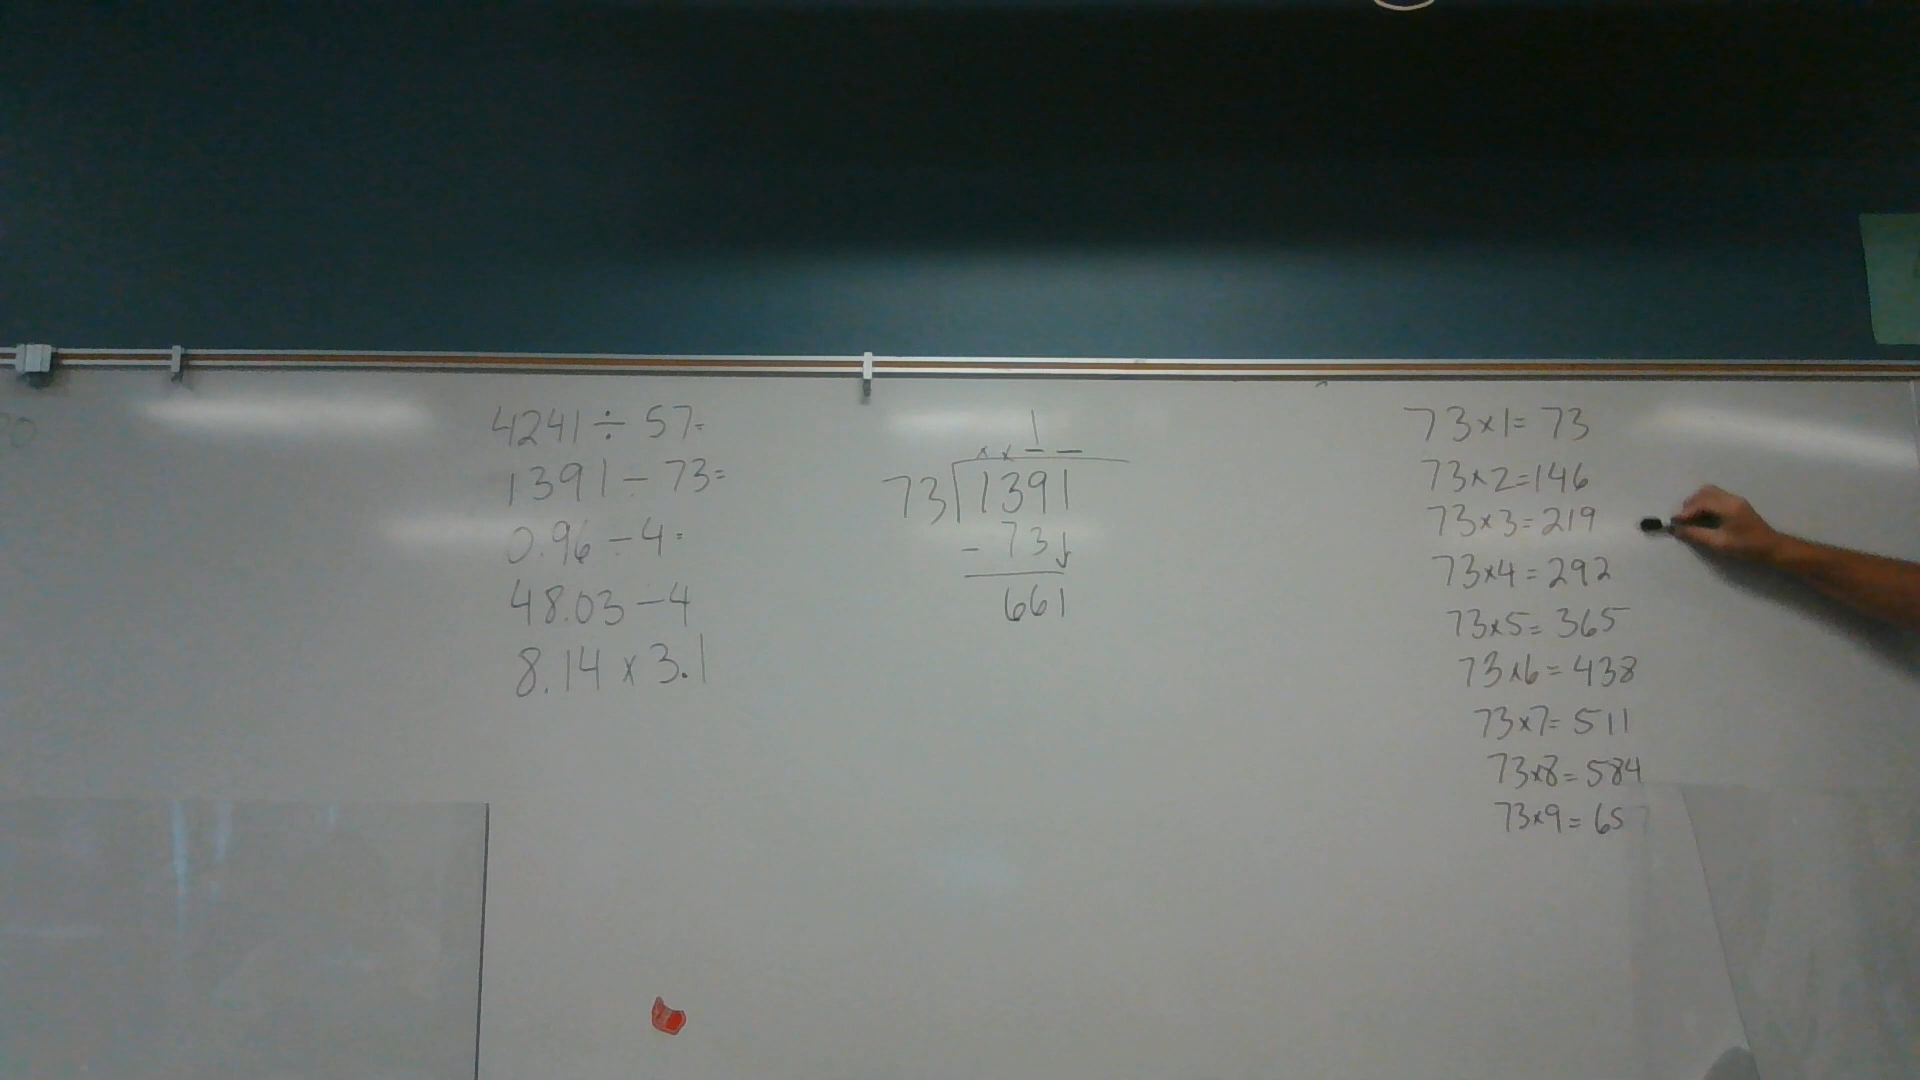 4241 ÷ 57=
1391 ÷ 73=
0.96 ÷ 4=
48.03 - 4
8.14 x 3.1
1
x x _ _
73 1391
- 73↓
661
73x1= 73
73x2=146
73x3=219
73x4=292
73x5=365
73x6=438
73x7=511
73x8=584
73x9=657